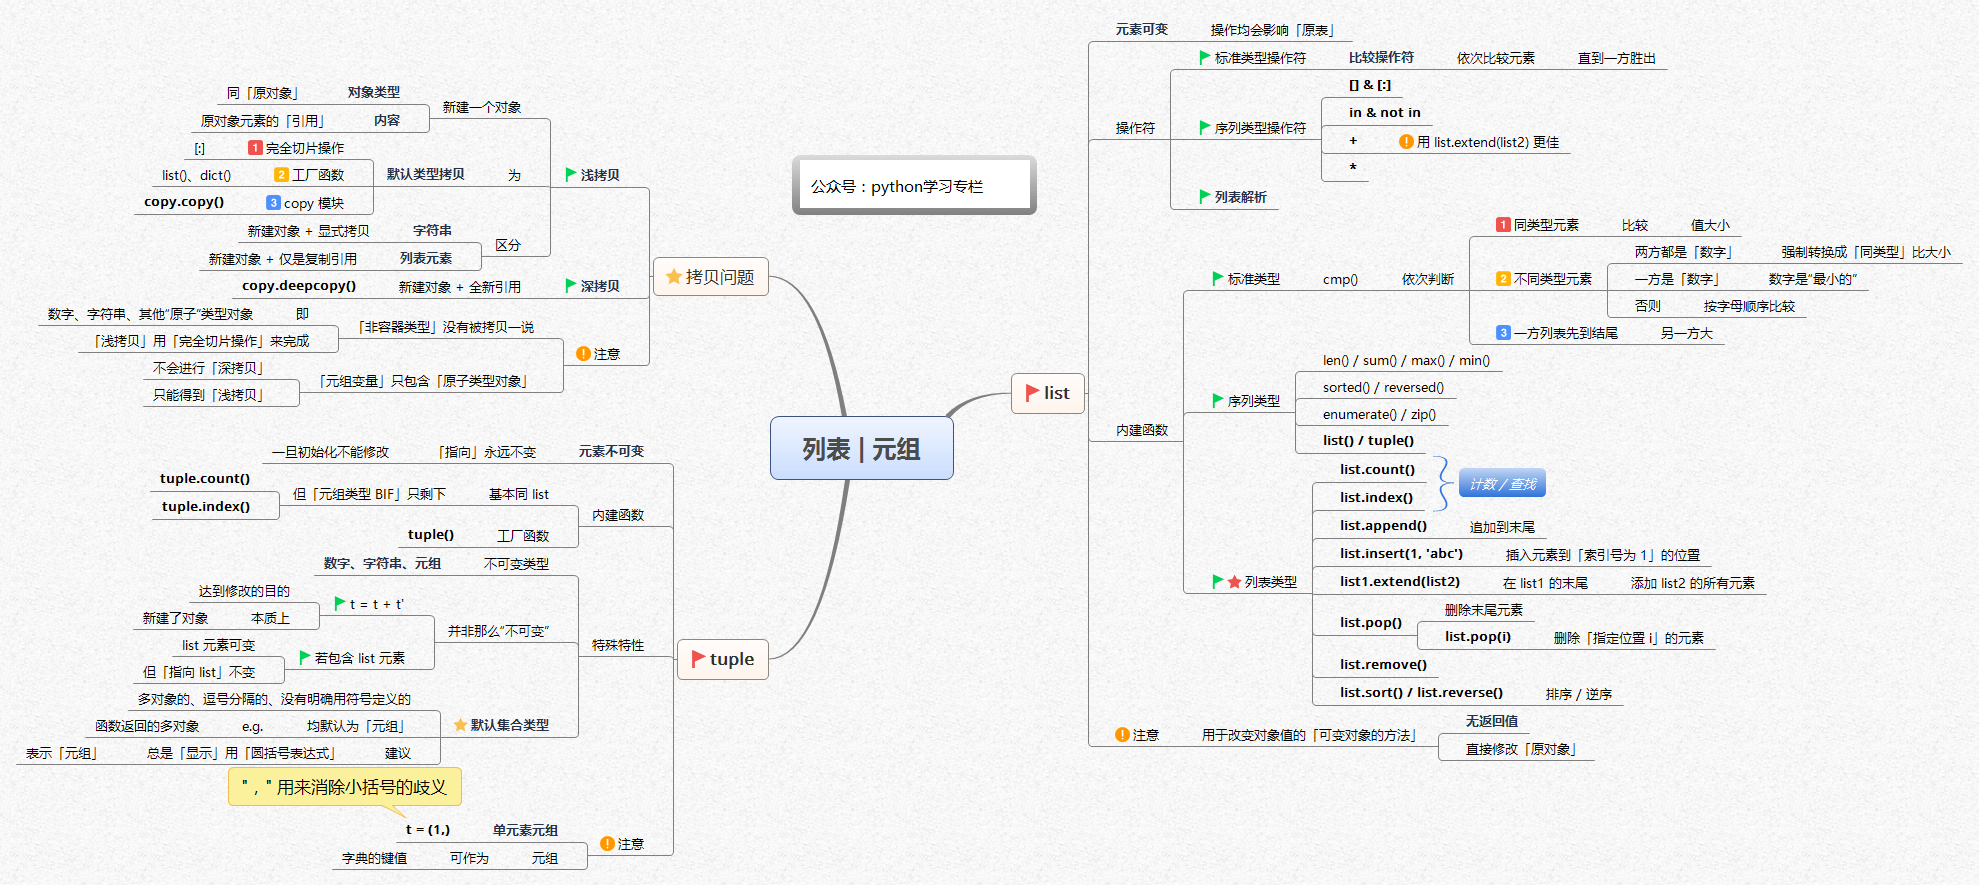 列表 | 元组
公众号：python学习专栏
list
元素可变 操作均会影响「原表」
操作符
标准类型操作符 比较操作符 依次比较元素 直到一方胜出
序列类型操作符
[] & [:]
in & not in
+ 用 list.extend(list2) 更佳
*
列表解析
内建函数
标准类型 cmp() 依次判断
1 同类型元素 比较 值大小
2 不同类型元素
两方都是「数字」 强制转换成「同类型」比大小
一方是「数字」 数字是“最小的”
否则 按字母顺序比较
3 一方列表先到结尾 另一方大
序列类型
len() / sum() / max() / min()
sorted() / reversed()
enumerate() / zip()
list() / tuple()
列表类型
list.count()
list.index()
计数 / 查找
list.append() 追加到末尾
list.insert(1, 'abc') 插入元素到「索引号为 1」的位置
list1.extend(list2) 在 list1 的末尾 添加 list2 的所有元素
list.pop()
删除末尾元素
list.pop(i) 删除「指定位置 i」的元素
list.remove()
list.sort() / list.reverse() 排序 / 逆序
注意 用于改变对象值的「可变对象的方法」
无返回值
直接修改「原对象」
拷贝问题
浅拷贝
新建一个对象
同「原对象」 对象类型
原对象元素的「引用」 内容
为 默认类型拷贝
[:] 1 完全切片操作
list()、dict() 2 工厂函数
copy.copy() 3 copy 模块
区分
新建对象 + 显式拷贝 字符串
新建对象 + 仅是复制引用 列表元素
copy.deepcopy() 新建对象 + 全新引用 深拷贝
注意
「非容器类型」没有被拷贝一说
数字、字符串、其他“原子”类型对象 即
「浅拷贝」用「完全切片操作」来完成
「元组变量」只包含「原子类型对象」
不会进行「深拷贝」
只能得到「浅拷贝」
tuple
一旦初始化不能修改 「指向」永远不变 元素不可变
内建函数
但「元组类型 BIF」只剩下 基本同 list
tuple.count()
tuple.index()
tuple() 工厂函数
特殊特性
数字、字符串、元组 不可变类型
并非那么“不可变”
t = t + t'
达到修改的目的
新建了对象 本质上
若包含 list 元素
list 元素可变
但「指向 list」不变
默认集合类型
多对象的、逗号分隔的、没有明确用符号定义的
函数返回的多对象 e.g. 均默认为「元组」
表示「元组」 总是「显示」用「圆括号表达式」 建议
注意
" , " 用来消除小括号的歧义
t = (1,) 单元素元组
字典的键值 可作为 元组